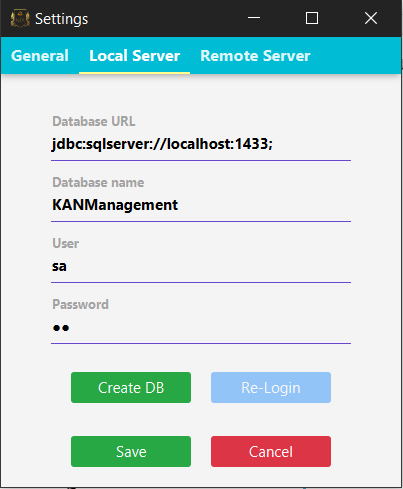 Settings
General Local Server Remote Server
Database URL
jdbc:sqlserver://localhost:1433;
Database name
KANManagement
User
sa
Password
●●
Create DB Re-Login
Save Cancel